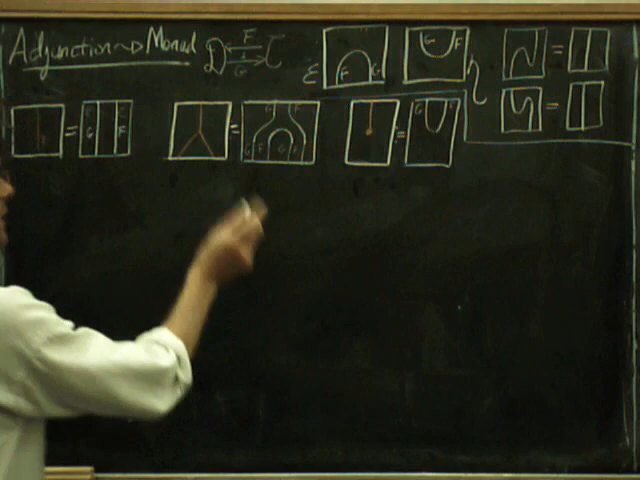 Adjunction ~> Monad
D F C
G
ε F G
G F η
= 
=
= G F
= G F G F
= G F